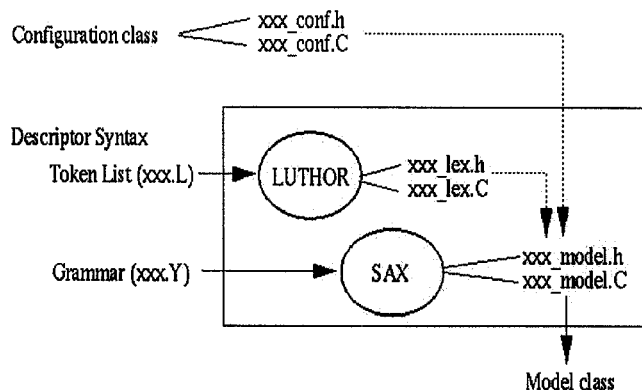 xxx_conf.h
Configuration class
xxx_conf.C
Descriptor Syntax
Token List (xxx.L)
LUTHOR
xxx_lex.h
xxx_lex.C
Grammar (xxx.Y)
SAX
xxx_model.h
xxx_model.C
Model class